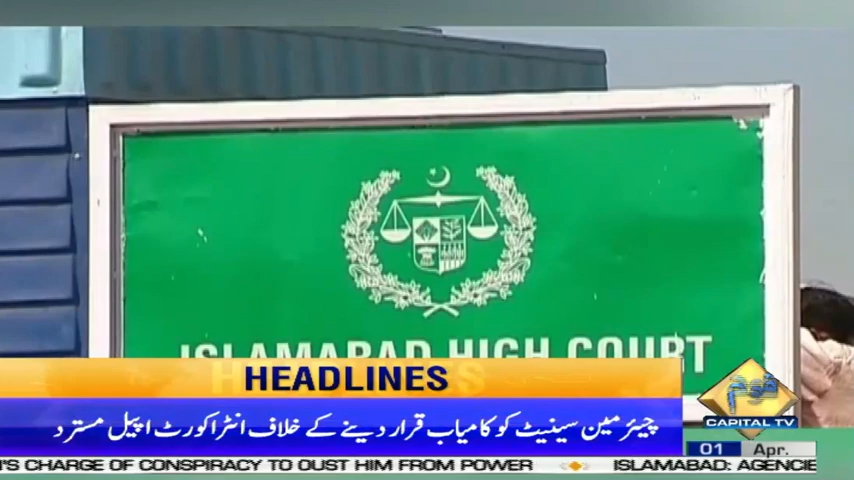 ISLAMABAD HIGH COURT
HEADLINES
چیئرمین سینیٹ کو کامیاب قرار دینے کے خلاف انٹرا کورٹ اپیل مسترد
قوم
CAPITAL TV
01 Apr.
'S CHARGE OF CONSPIRACY TO OUST HIM FROM POWER ISLAMABAD: AGENCIE